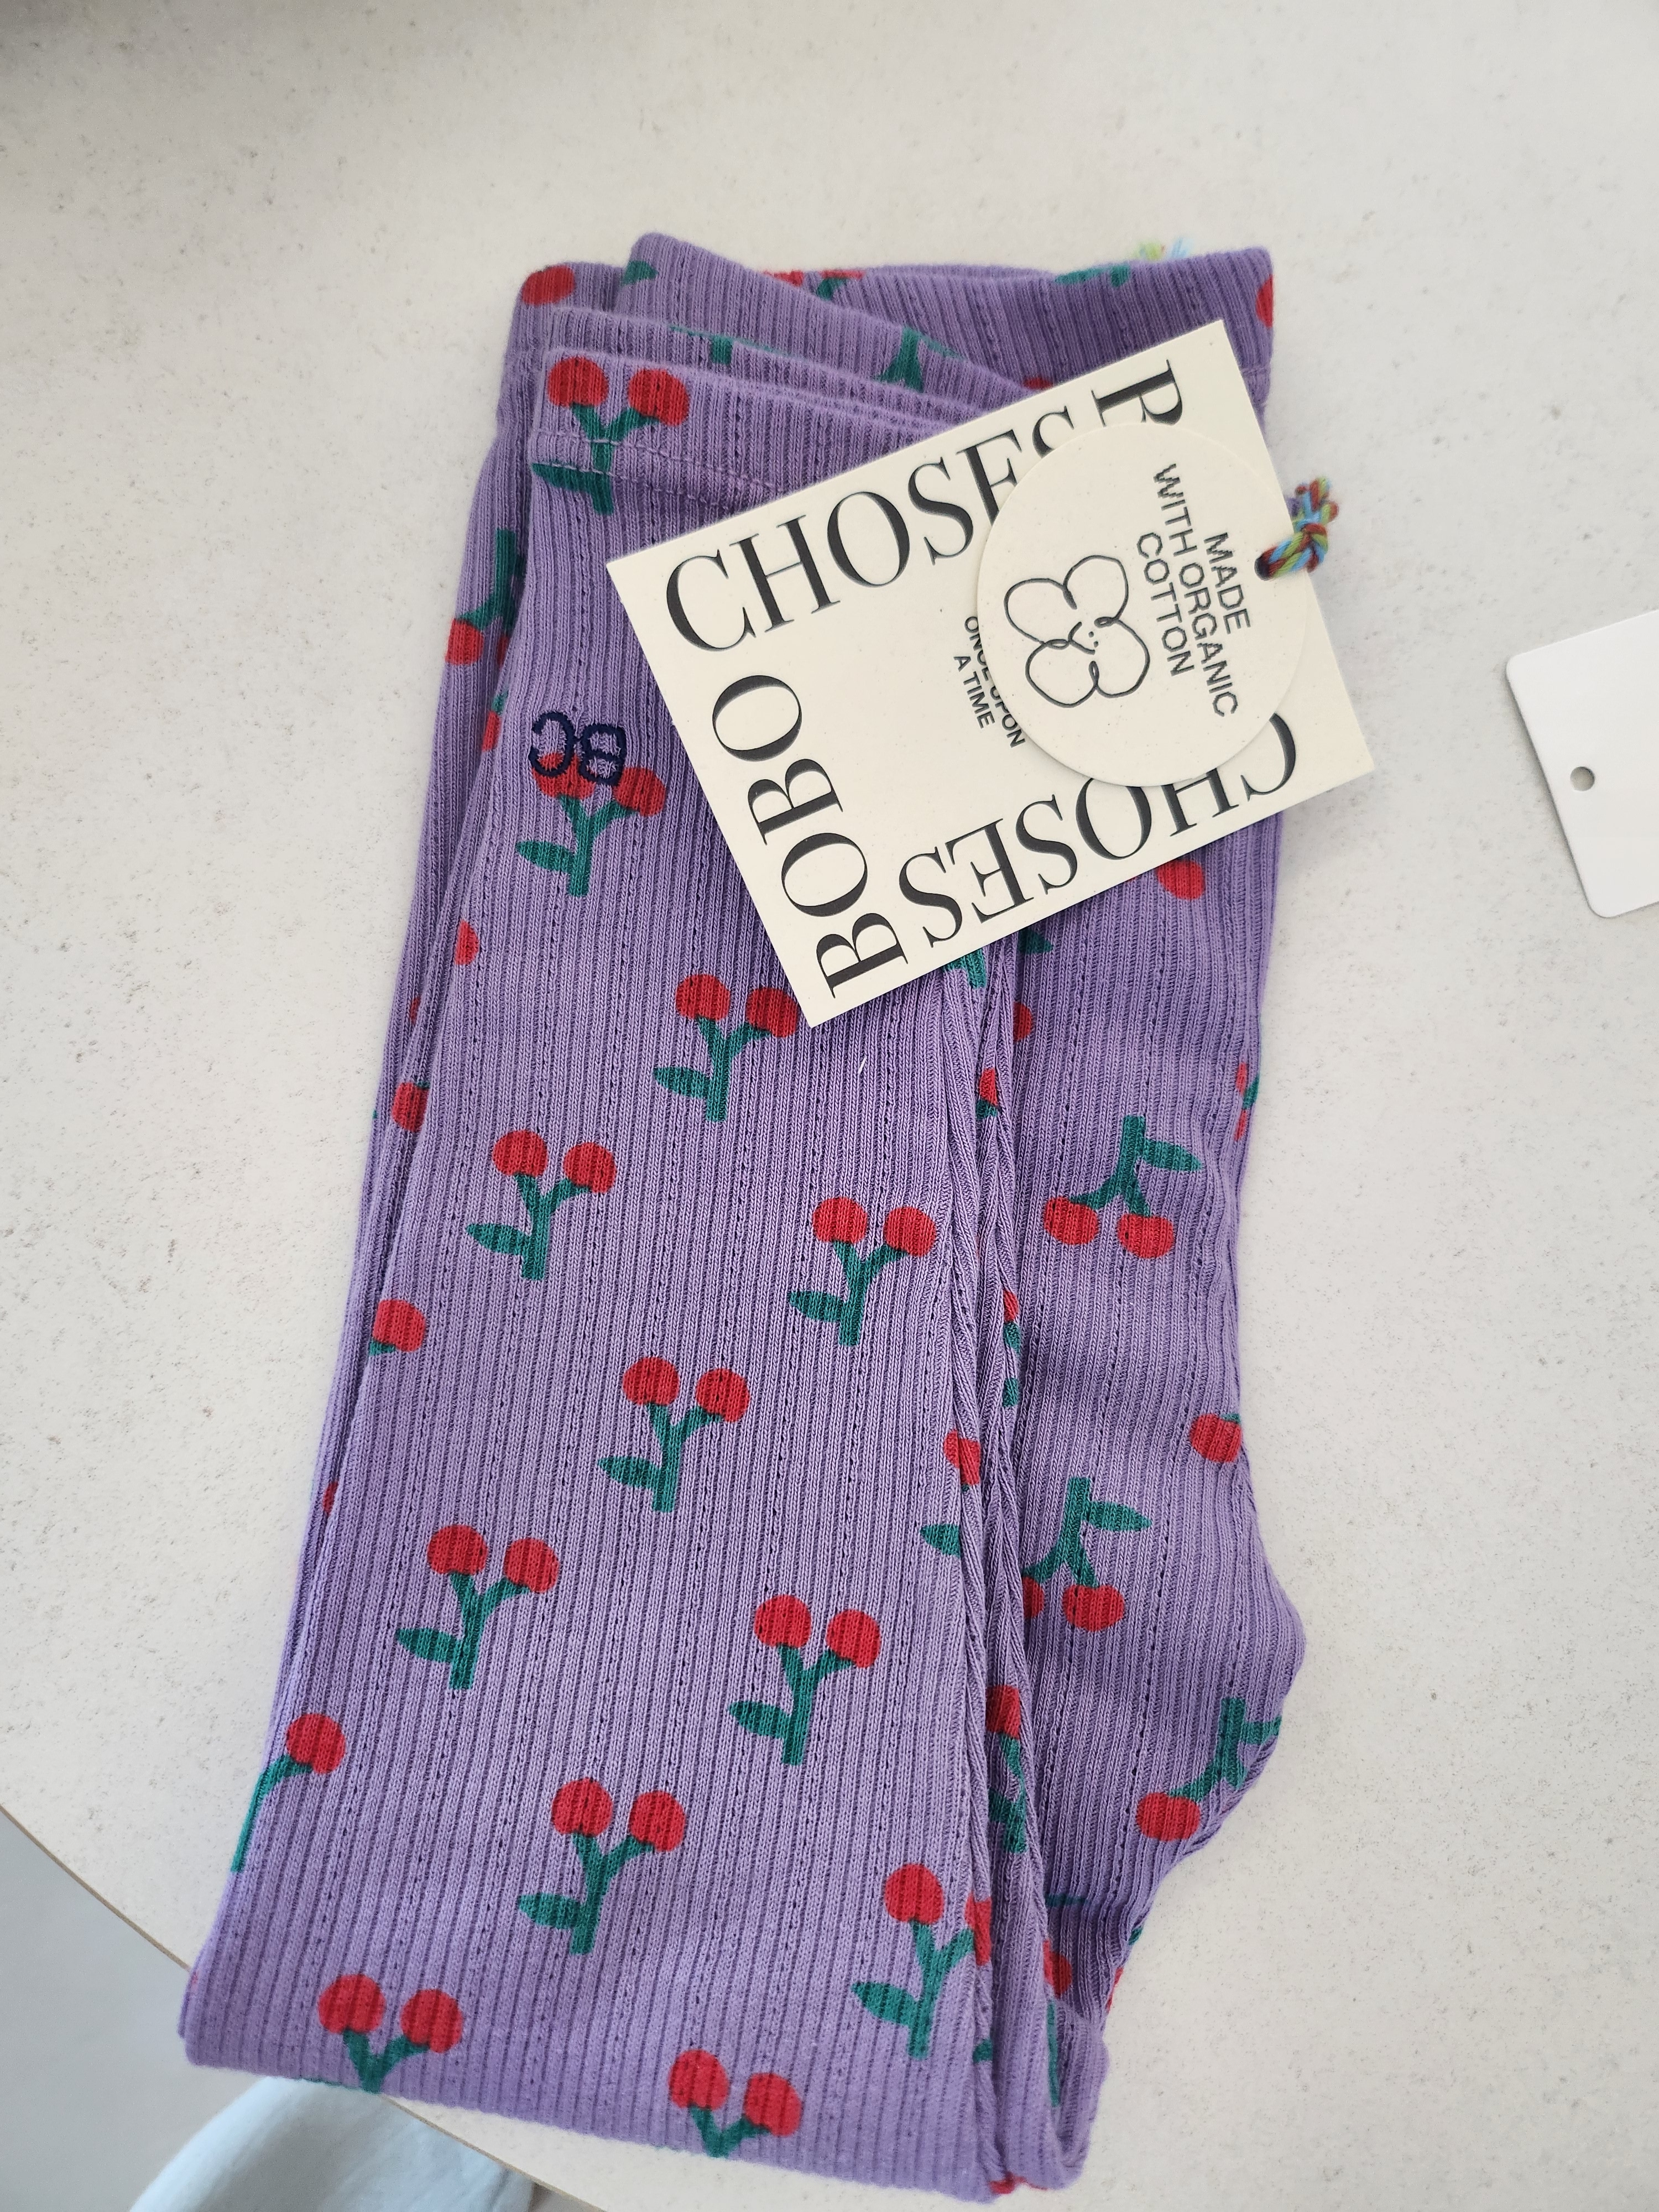 BOBO CHOSES
CHOSES
ONCE UPON
A TIME
MADE
WITH ORGANIC
COTTON
BC